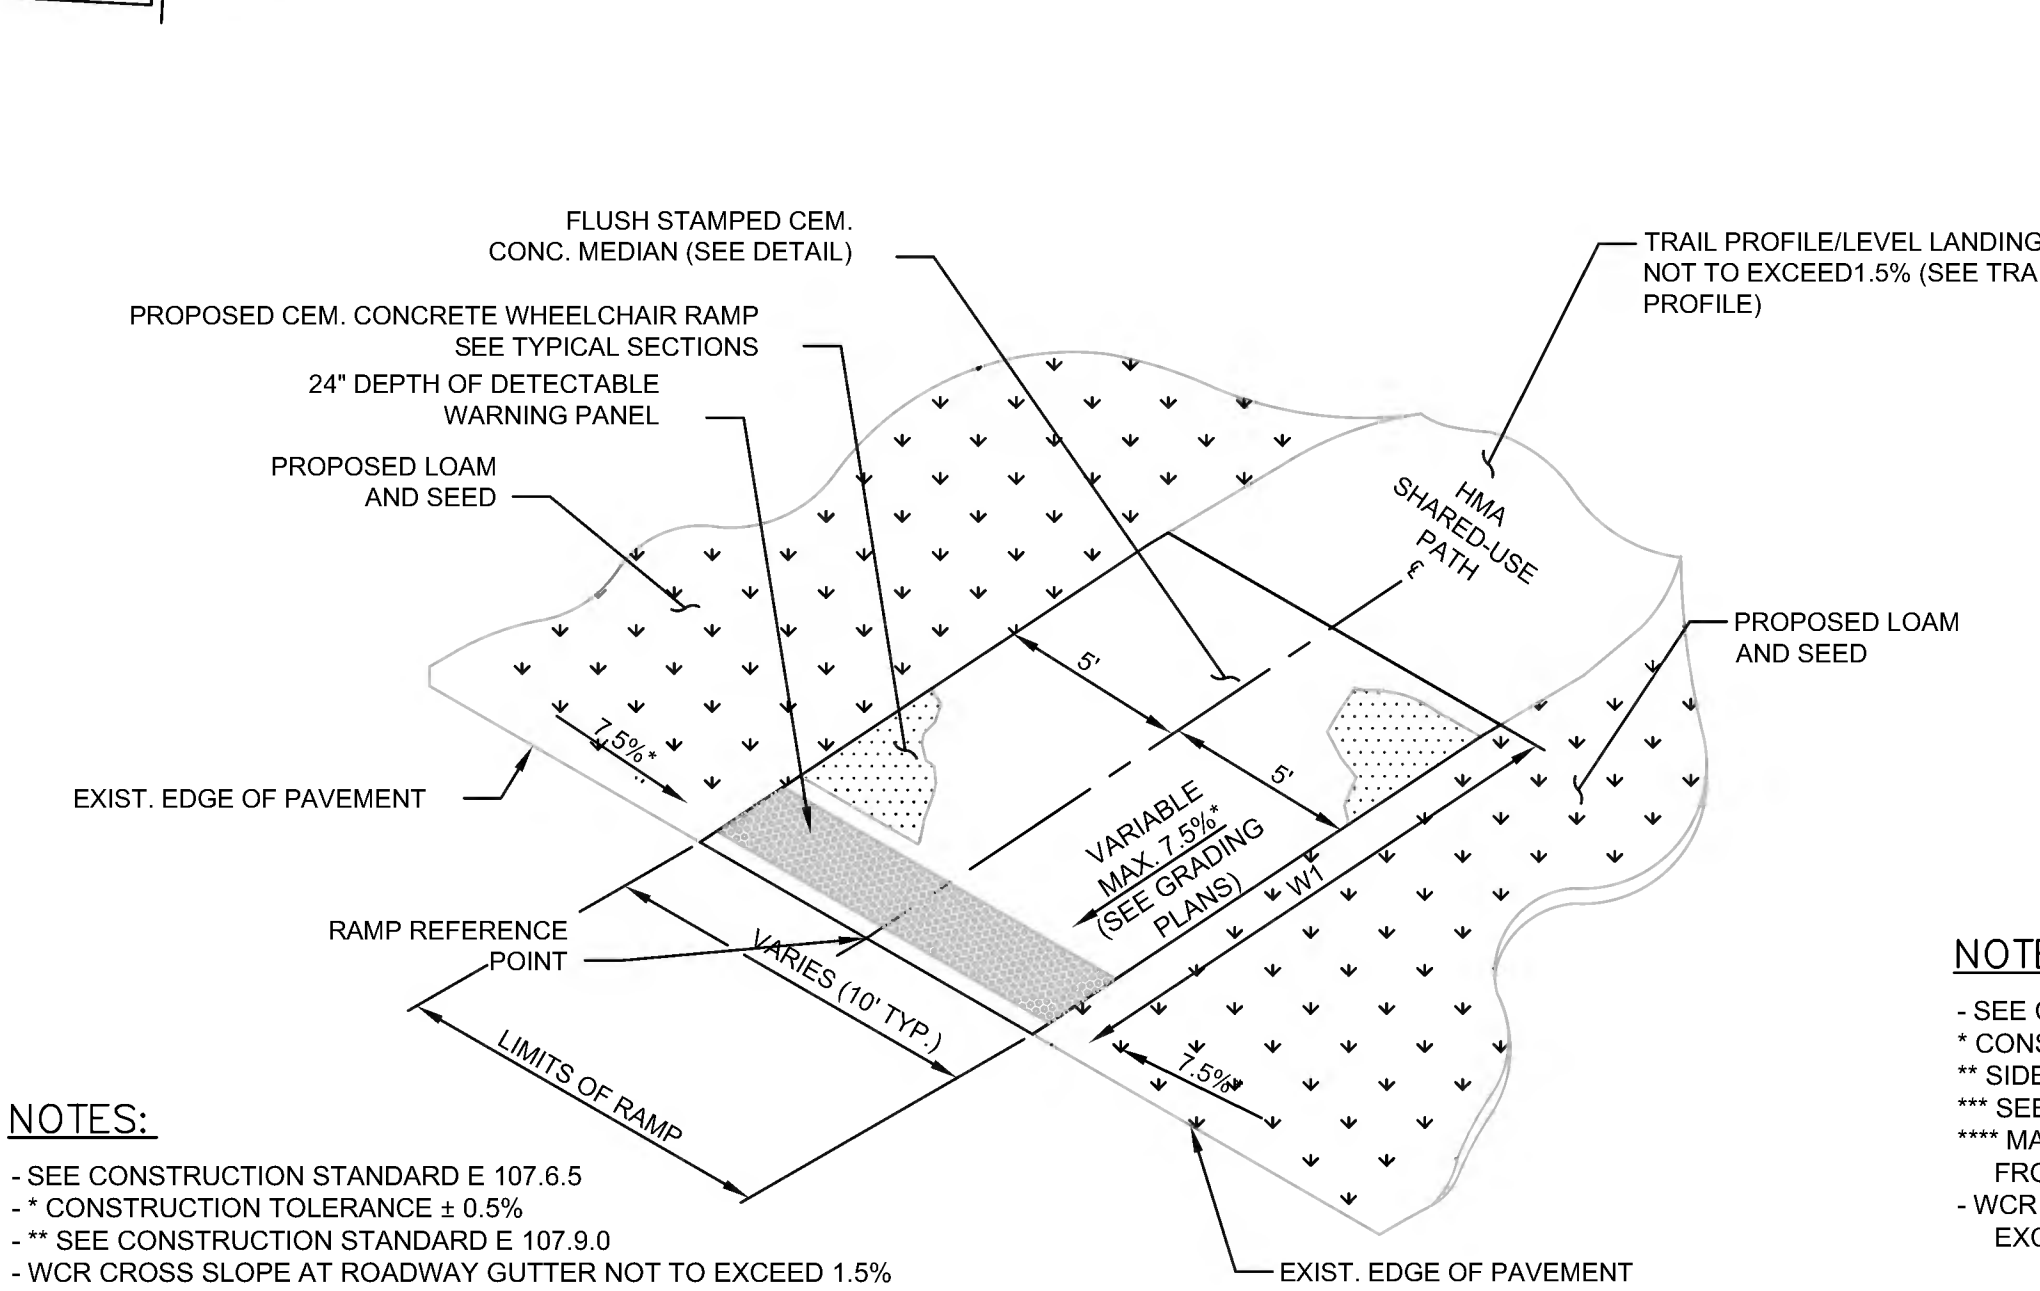 FLUSH STAMPED CEM.
CONC. MEDIAN (SEE DETAIL)
TRAIL PROFILE/LEVEL LANDING
NOT TO EXCEED1.5% (SEE TRA
PROFILE)
PROPOSED CEM. CONCRETE WHEELCHAIR RAMP
SEE TYPICAL SECTIONS
24" DEPTH OF DETECTABLE
WARNING PANEL
PROPOSED LOAM
AND SEED
HMA
SHARED-USE
PATH
℄
PROPOSED LOAM
AND SEED
5'
5'
7.5%*
EXIST. EDGE OF PAVEMENT
VARIABLE
MAX. 7.5%*
(SEE GRADING
PLANS)
W1
RAMP REFERENCE
POINT
VARIES (10' TYP.)
LIMITS OF RAMP
7.5%*
EXIST. EDGE OF PAVEMENT
NOTES:
- SEE CONSTRUCTION STANDARD E 107.6.5
- * CONSTRUCTION TOLERANCE ± 0.5%
- ** SEE CONSTRUCTION STANDARD E 107.9.0
- WCR CROSS SLOPE AT ROADWAY GUTTER NOT TO EXCEED 1.5%
NOTE
- SEE C
* CONS
** SIDE
*** SEE
**** MA
FRO
- WCR
EXC